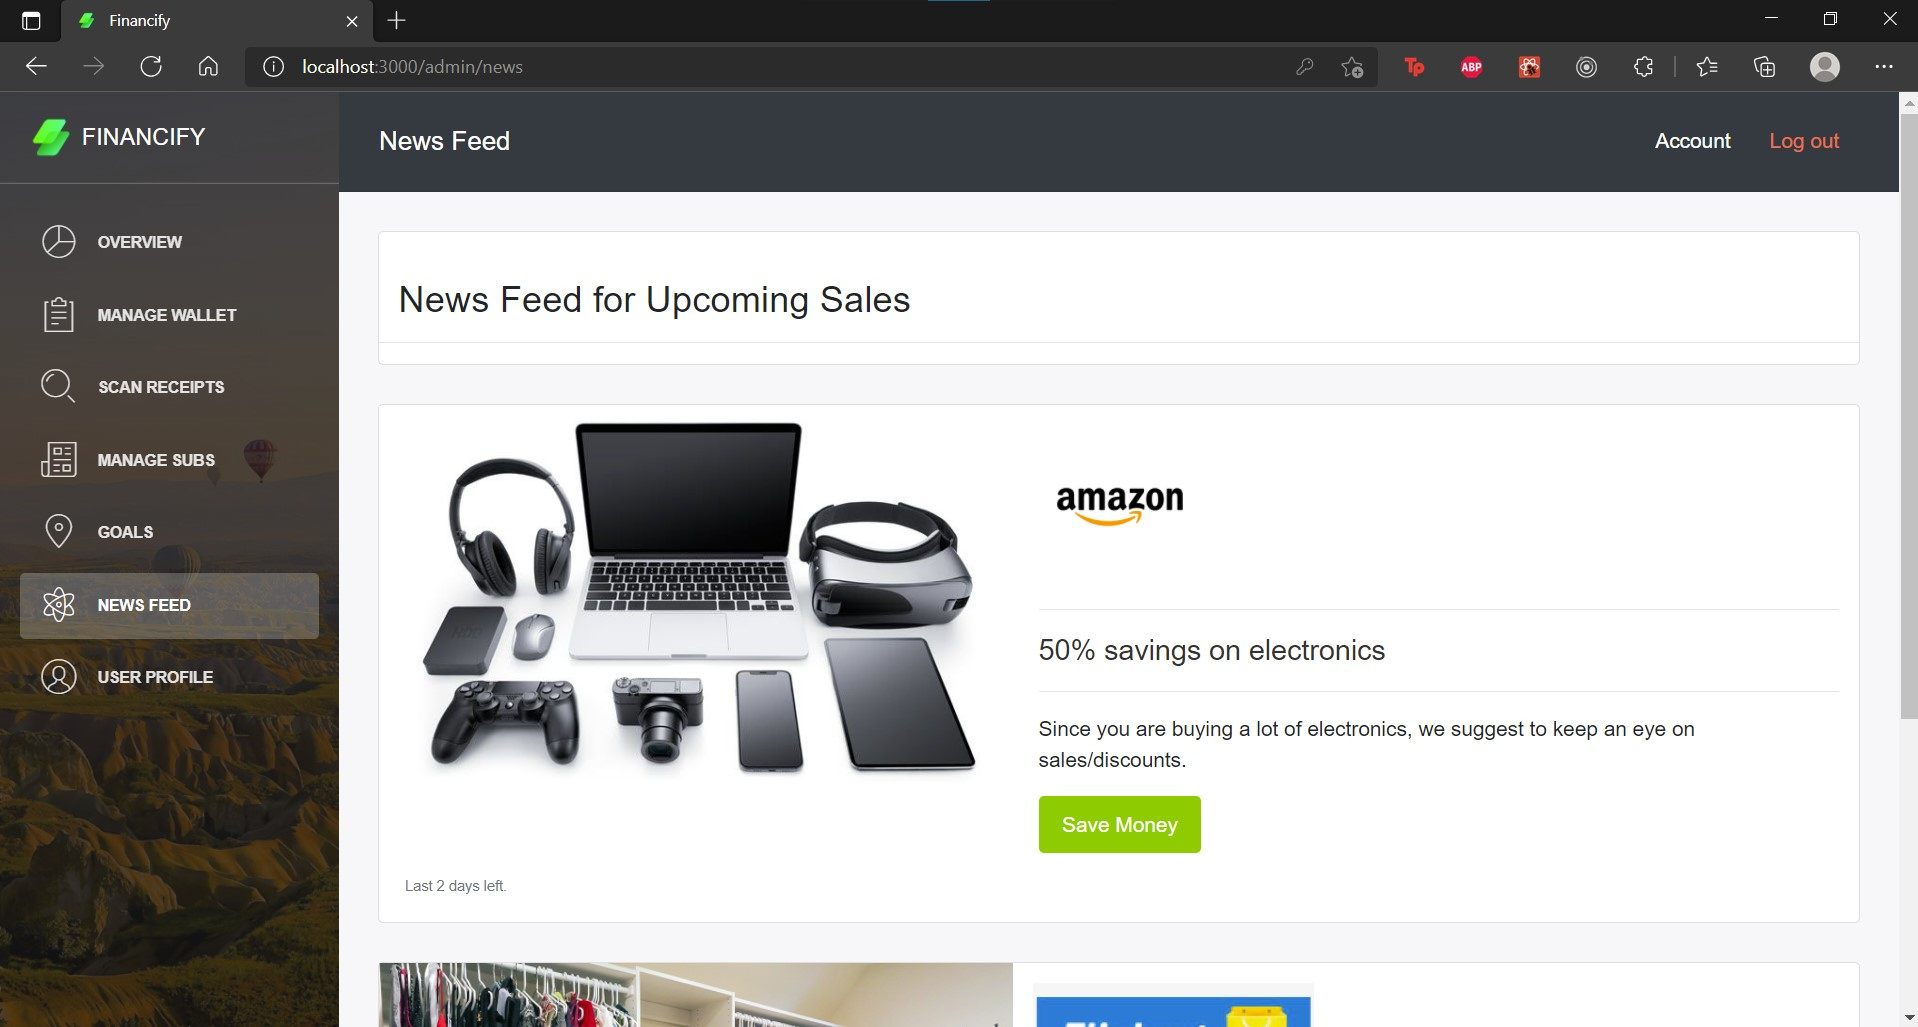 Financify
localhost:3000/admin/news
Tp
ABP
FINANCIFY
News Feed
Account
Log out
OVERVIEW
MANAGE WALLET
SCAN RECEIPTS
MANAGE SUBS
GOALS
NEWS FEED
USER PROFILE
News Feed for Upcoming Sales
amazon
50% savings on electronics
Since you are buying a lot of electronics, we suggest to keep an eye on
sales/discounts.
Save Money
Last 2 days left.